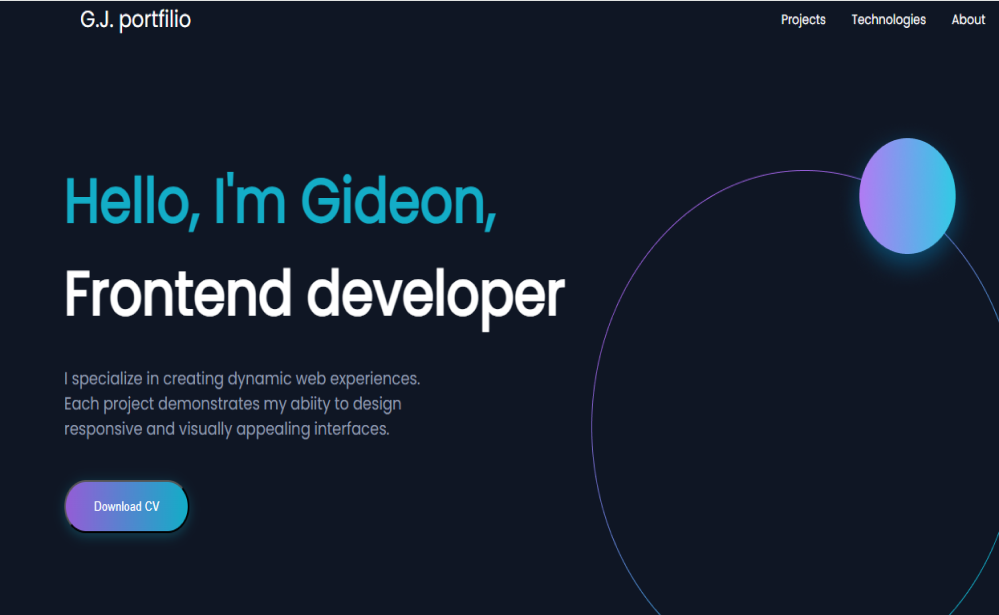 G.J. portfilio
Projects Technologies About
Hello, I'm Gideon,
Frontend developer
I specialize in creating dynamic web experiences.
Each project demonstrates my abiity to design
responsive and visually appealing interfaces.
Download CV